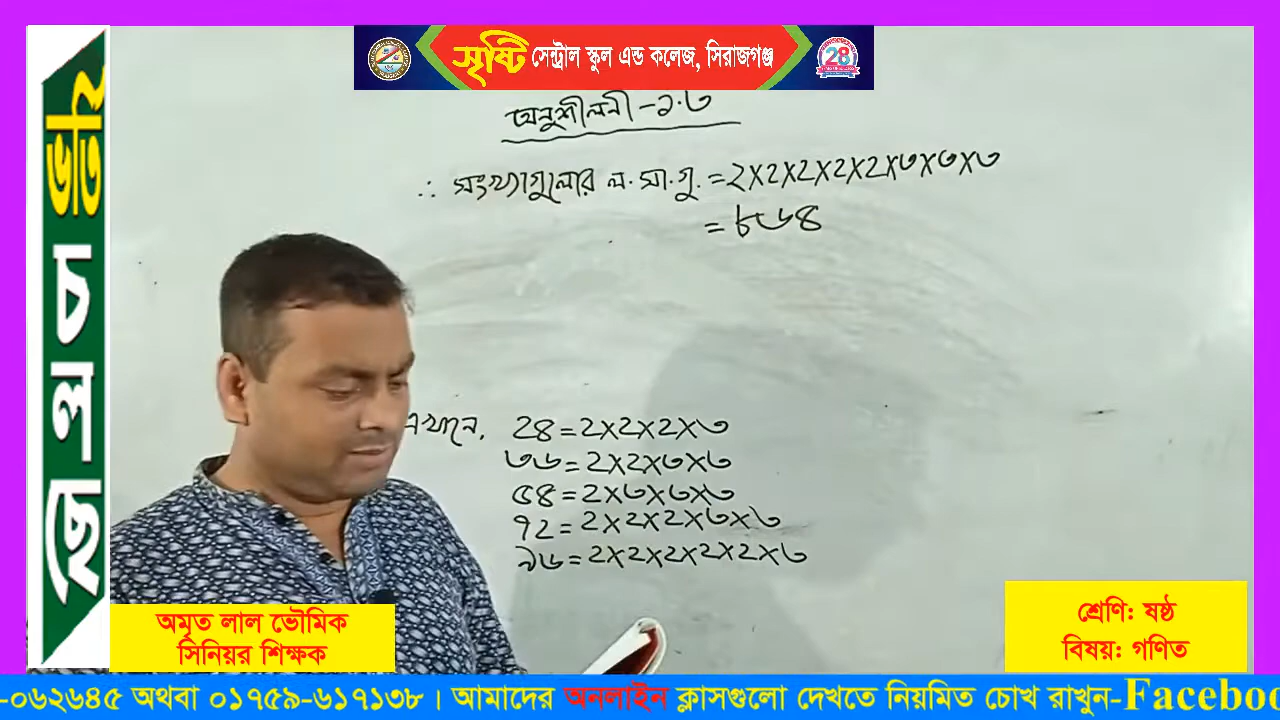 সৃষ্টি সেন্ট্রাল স্কুল এন্ড কলেজ, সিরাজগঞ্জ
28
ভর্তি চলছে
অনুশীলনী - ১.৩
∴ সংখ্যাগুলোর ল. সা. গু. = ২×২×২×২×২×৩×৩×৩
= ৮৬৪
এখানে, ২৪ = ২×২×২×৩
৩৬ = ২×২×৩×৩
৫৪ = ২×৩×৩×৩
৭২ = ২×২×২×৩×৩
৯৬ = ২×২×২×২×২×৩
অমৃত লাল ভৌমিক
সিনিয়র শিক্ষক
শ্রেণি: ষষ্ঠ
বিষয়: গণিত
-০৬২৬৪৫ অথবা ০১৭৫৯-৬১৭১৩৮ । আমাদের অনলাইন ক্লাসগুলো দেখতে নিয়মিত চোখ রাখুন-Faceboo